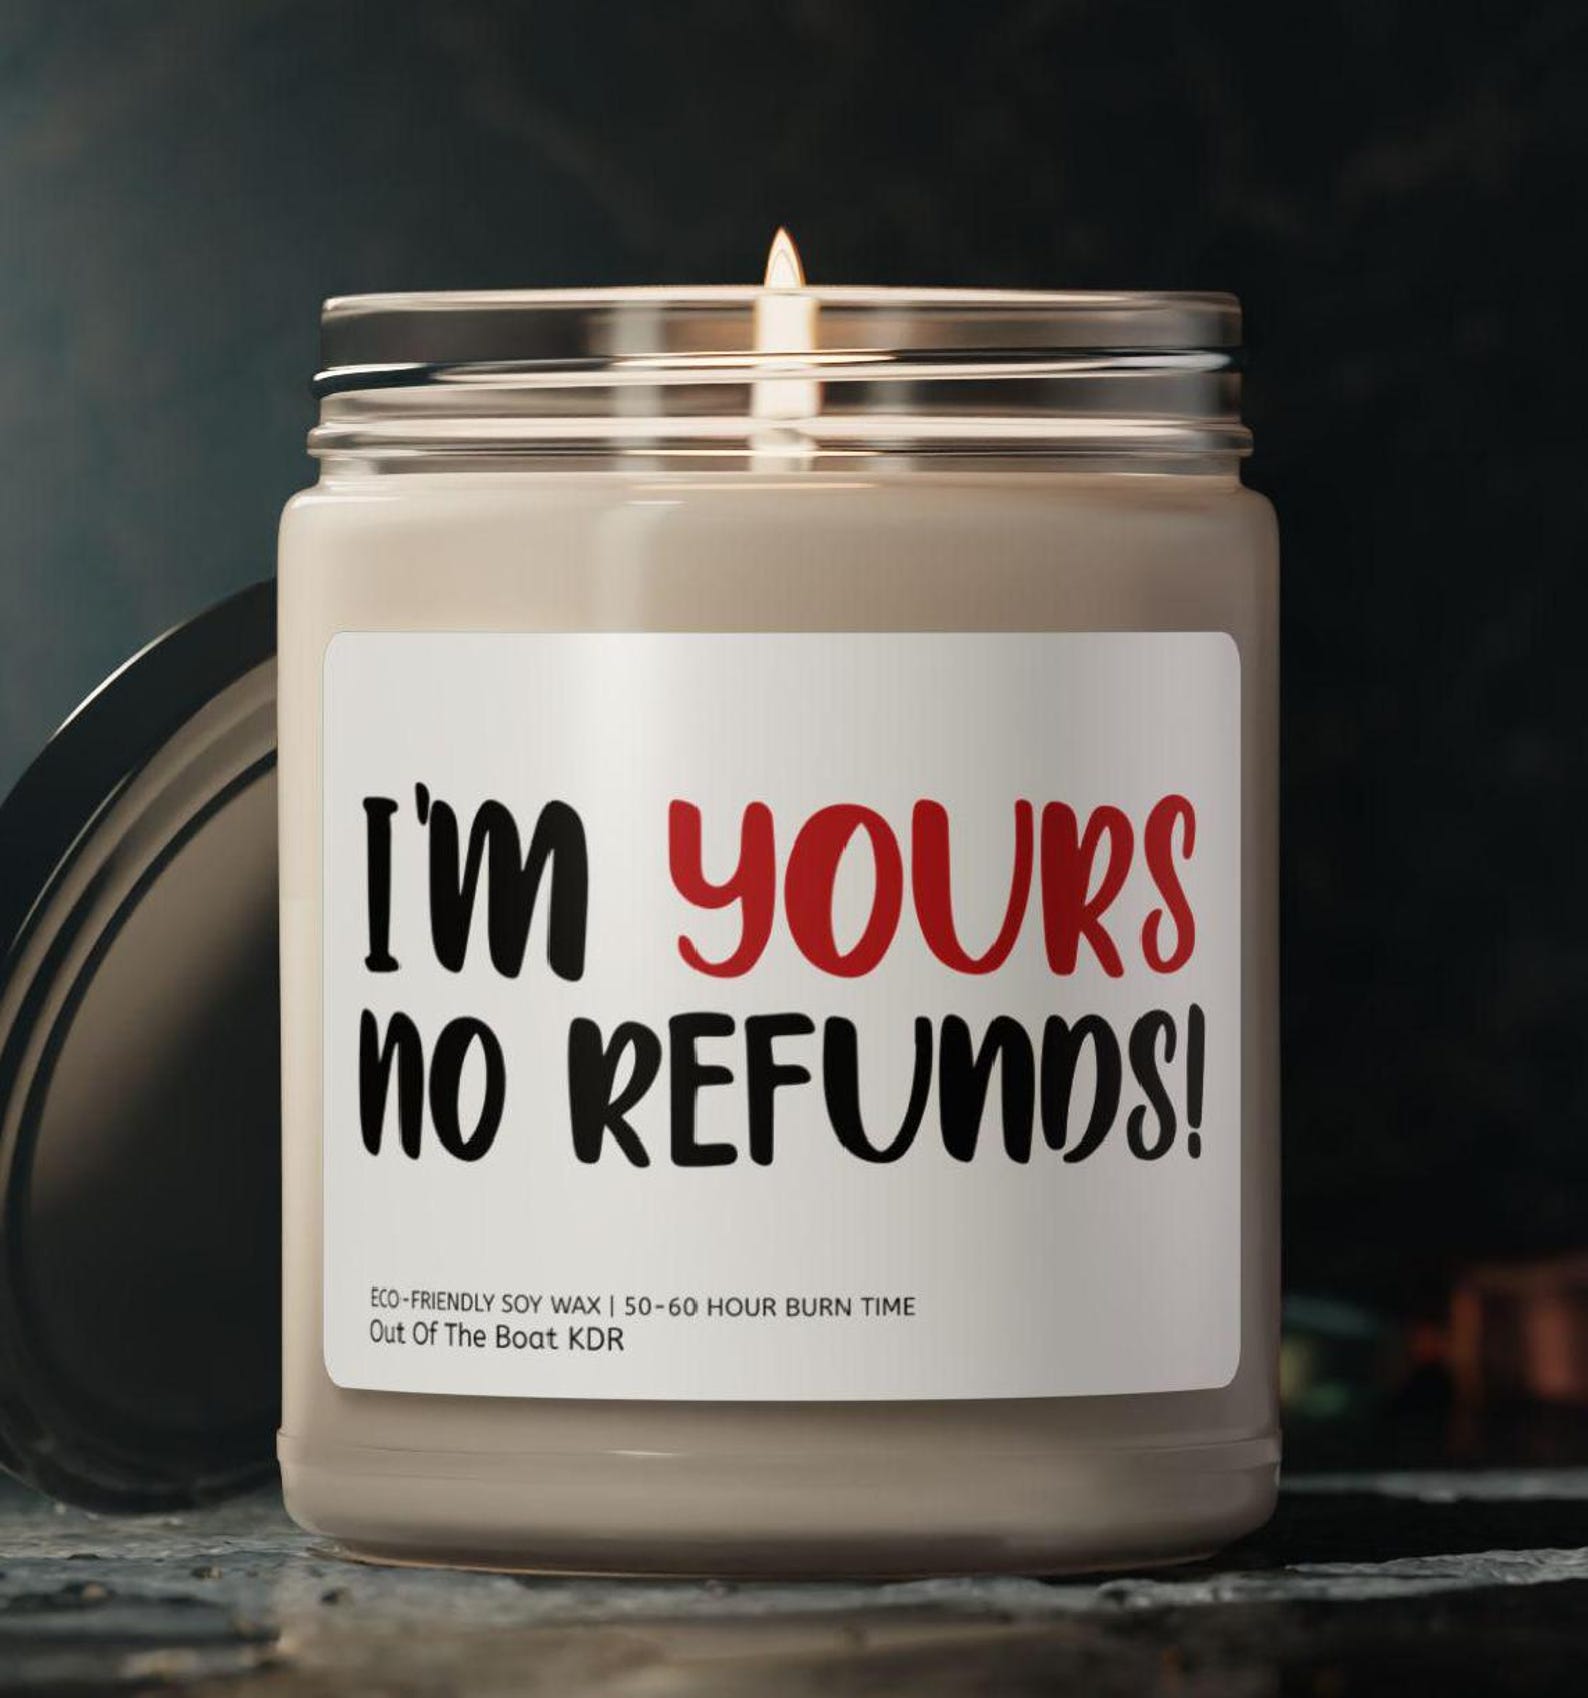 I'M YOURS
NO REFUNDS!
ECO-FRIENDLY SOY WAX | 50-60 HOUR BURN TIME
Out Of The Boat KDR